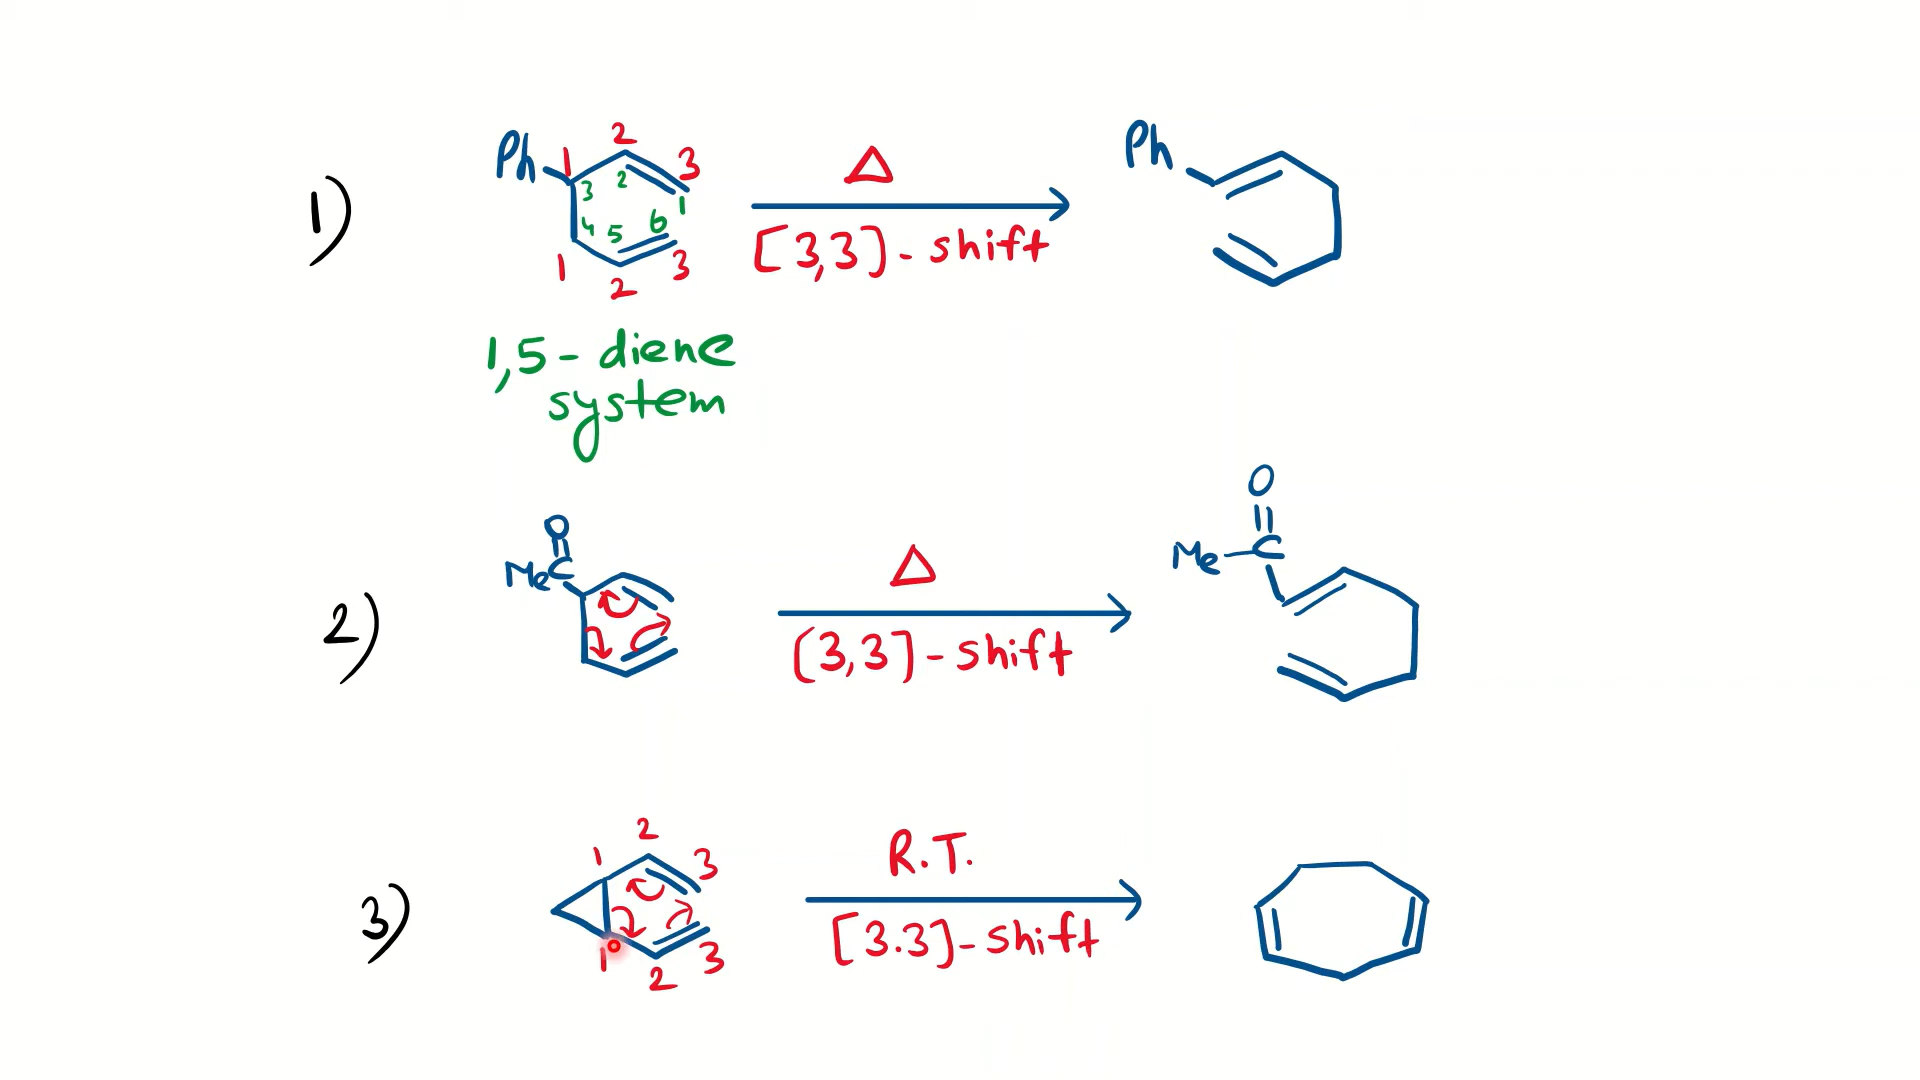 1)
Ph
1 2 3
3 2 1
4 5 6
1 2 3
Δ
[3,3]-shift
Ph
1,5-diene
system
2)
O
MeC
Δ
[3,3]-shift
O
Me C
3)
1 2 3
1 2 3
R.T.
[3.3]-shift